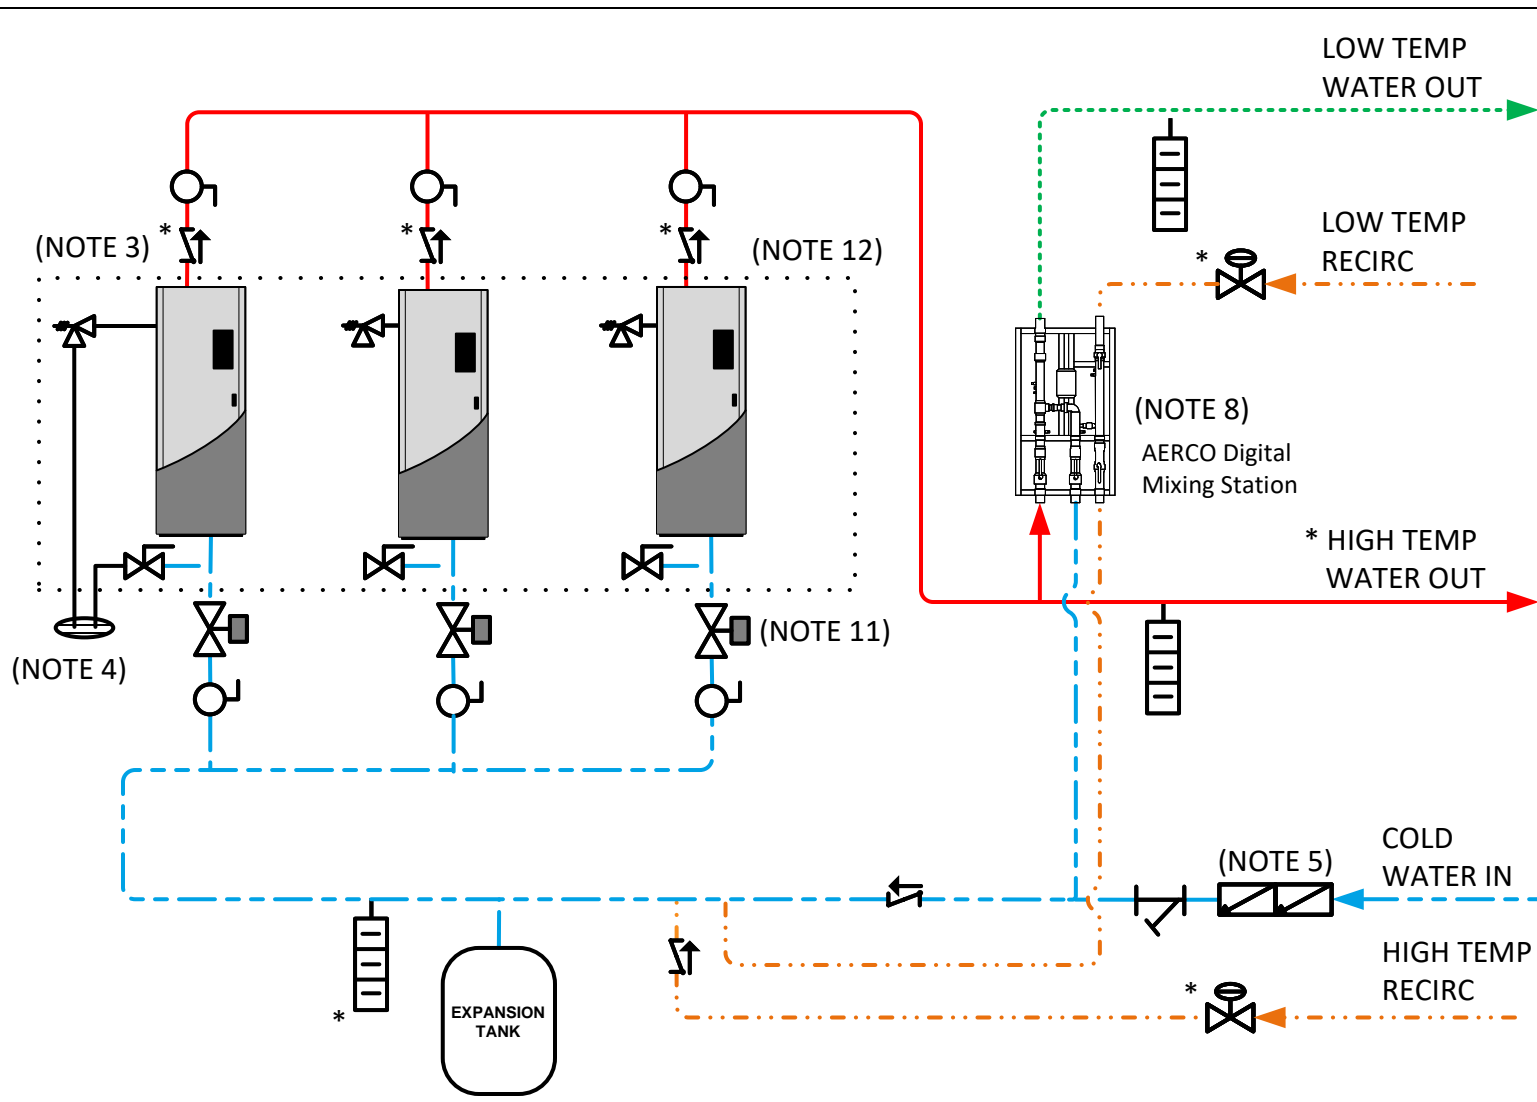 LOW TEMP
WATER OUT
LOW TEMP
RECIRC
*
(NOTE 3)
*
*
*
(NOTE 12)
(NOTE 8)
AERCO Digital
Mixing Station
* HIGH TEMP
WATER OUT
(NOTE 11)
(NOTE 4)
COLD
WATER IN
(NOTE 5)
HIGH TEMP
RECIRC
*
*
EXPANSION
TANK